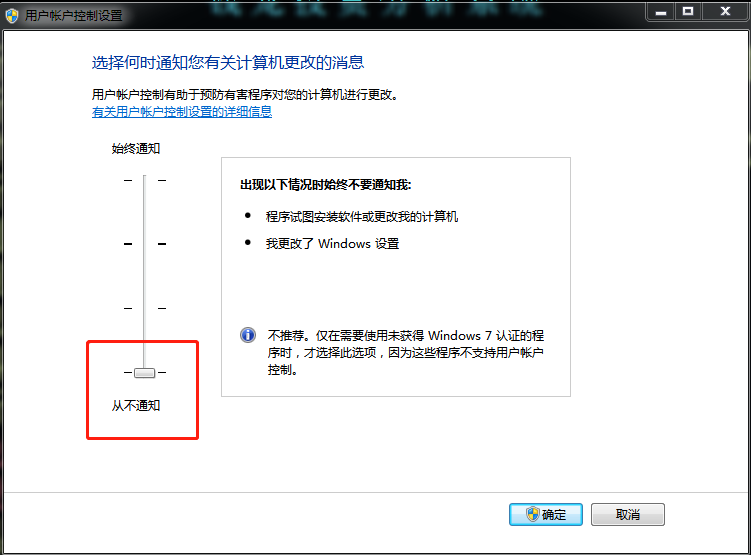 用户帐户控制设置
选择何时通知您有关计算机更改的消息
用户帐户控制有助于预防有害程序对您的计算机进行更改。
有关用户帐户控制设置的详细信息
始终通知
出现以下情况时始终不要通知我:
程序试图安装软件或更改我的计算机
我更改了 Windows 设置
不推荐。仅在需要使用未获得 Windows 7 认证的程
序时，才选择此选项，因为这些程序不支持用户帐户
控制。
从不通知
确定
取消